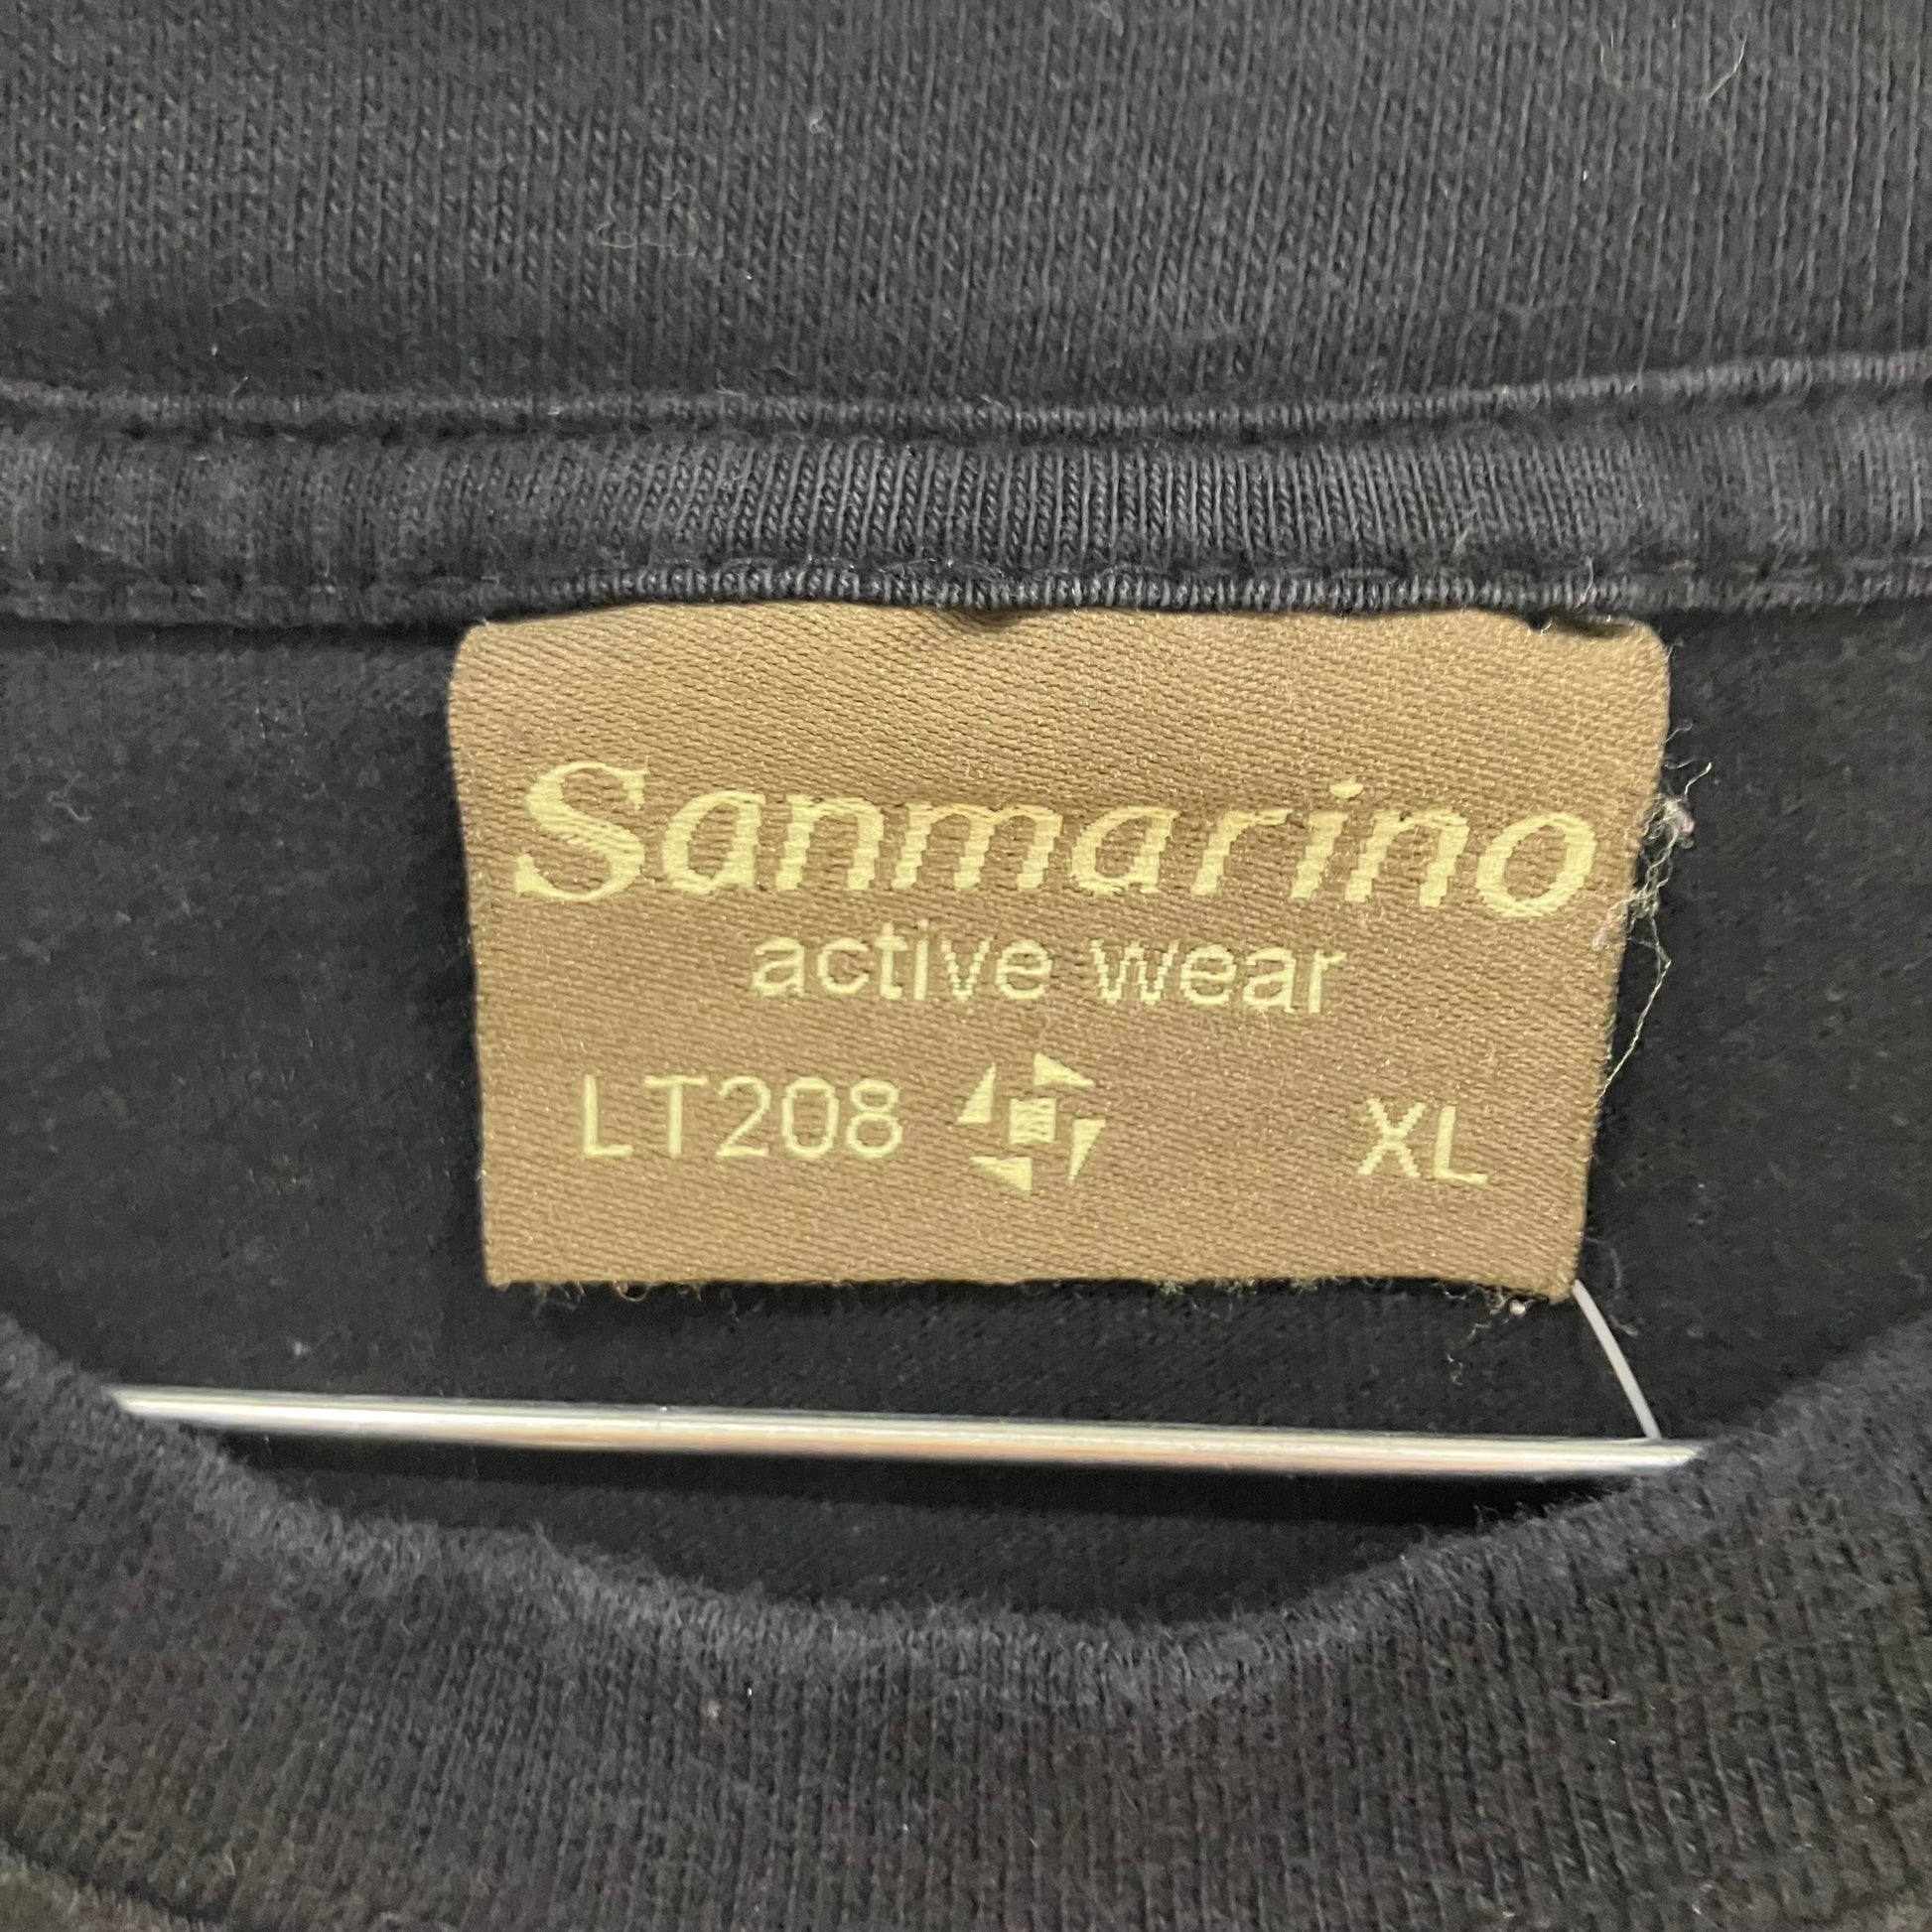 Sanmarino
active wear
LT208 XL